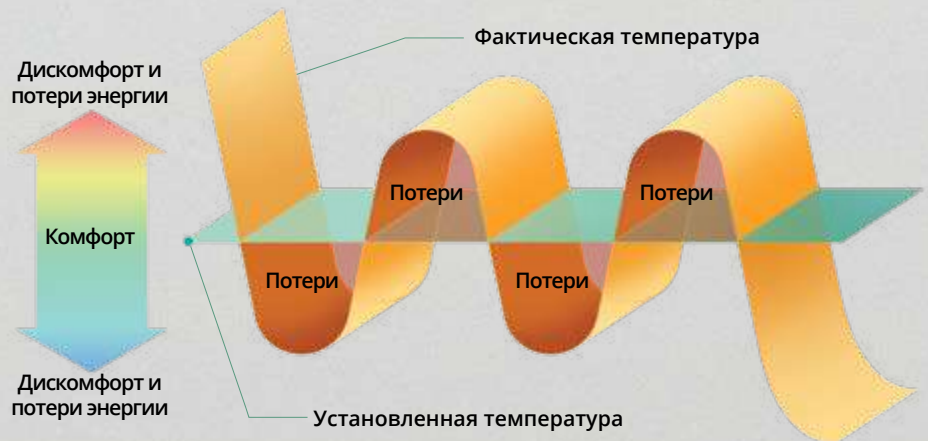 Фактическая температура
Дискомфорт и
потери энергии
Потери
Потери
Комфорт
Потери
Потери
Дискомфорт и
потери энергии
Установленная температура